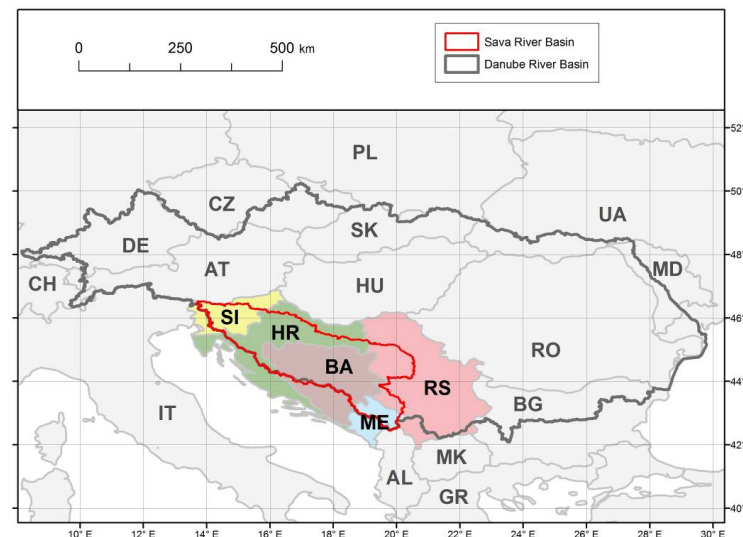 0 250 500 km
Sava River Basin
Danube River Basin
52°
PL
50°
CZ
UA
SK
48°
DE
MD
AT
CH
HU
46°
SI
HR
RO
BA
44°
RS
BG
IT
ME
42°
MK
AL
GR
40°
10° E 12° E 14° E 16° E 18° E 20° E 22° E 24° E 26° E 28° E 30° E